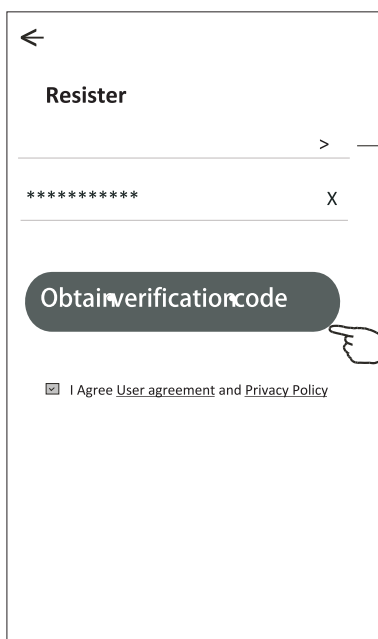 Resister
>
*********** X
Obtain verification code
I Agree User agreement and Privacy Policy